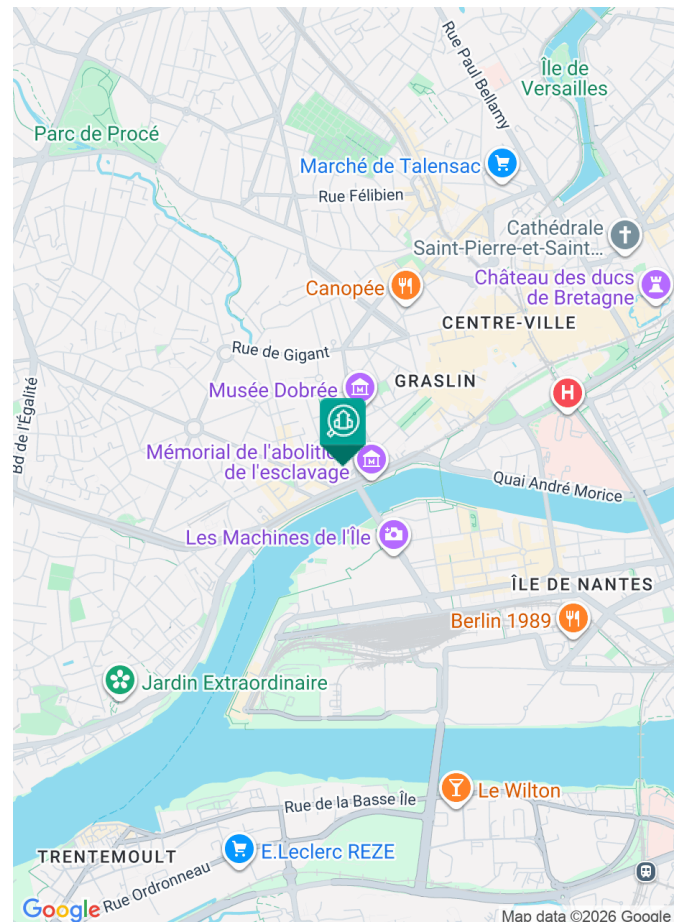 Rue Paul Bellamy
Île de
Versailles
Parc de Procé
Marché de Talensac
Rue Félibien
Cathédrale
Saint-Pierre-et-Saint...
Château des ducs
de Bretagne
Canopée
CENTRE-VILLE
Rue de Gigant
Bd de l'Égalité
Musée Dobrée
GRASLIN
H
M
Mémorial de l'abolitio
de l'esclavage
M
Quai André Morice
Les Machines de l'Île
ÎLE DE NANTES
Berlin 1989
Jardin Extraordinaire
Le Wilton
Rue de la Basse Île
TRENTEMOULT
E.Leclerc REZE
Rue Ordronneau
Google
Map data ©2026 Google